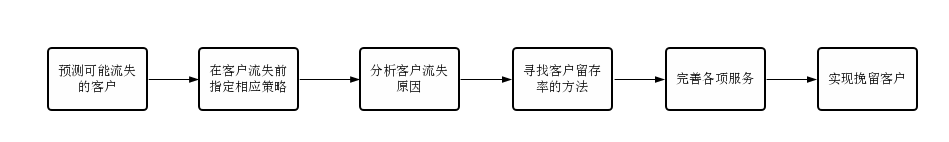 预测可能流失
的客户
在客户流失前
指定相应策略
分析客户流失
原因
寻找客户留存
率的方法
完善各项服务
实现挽留客户